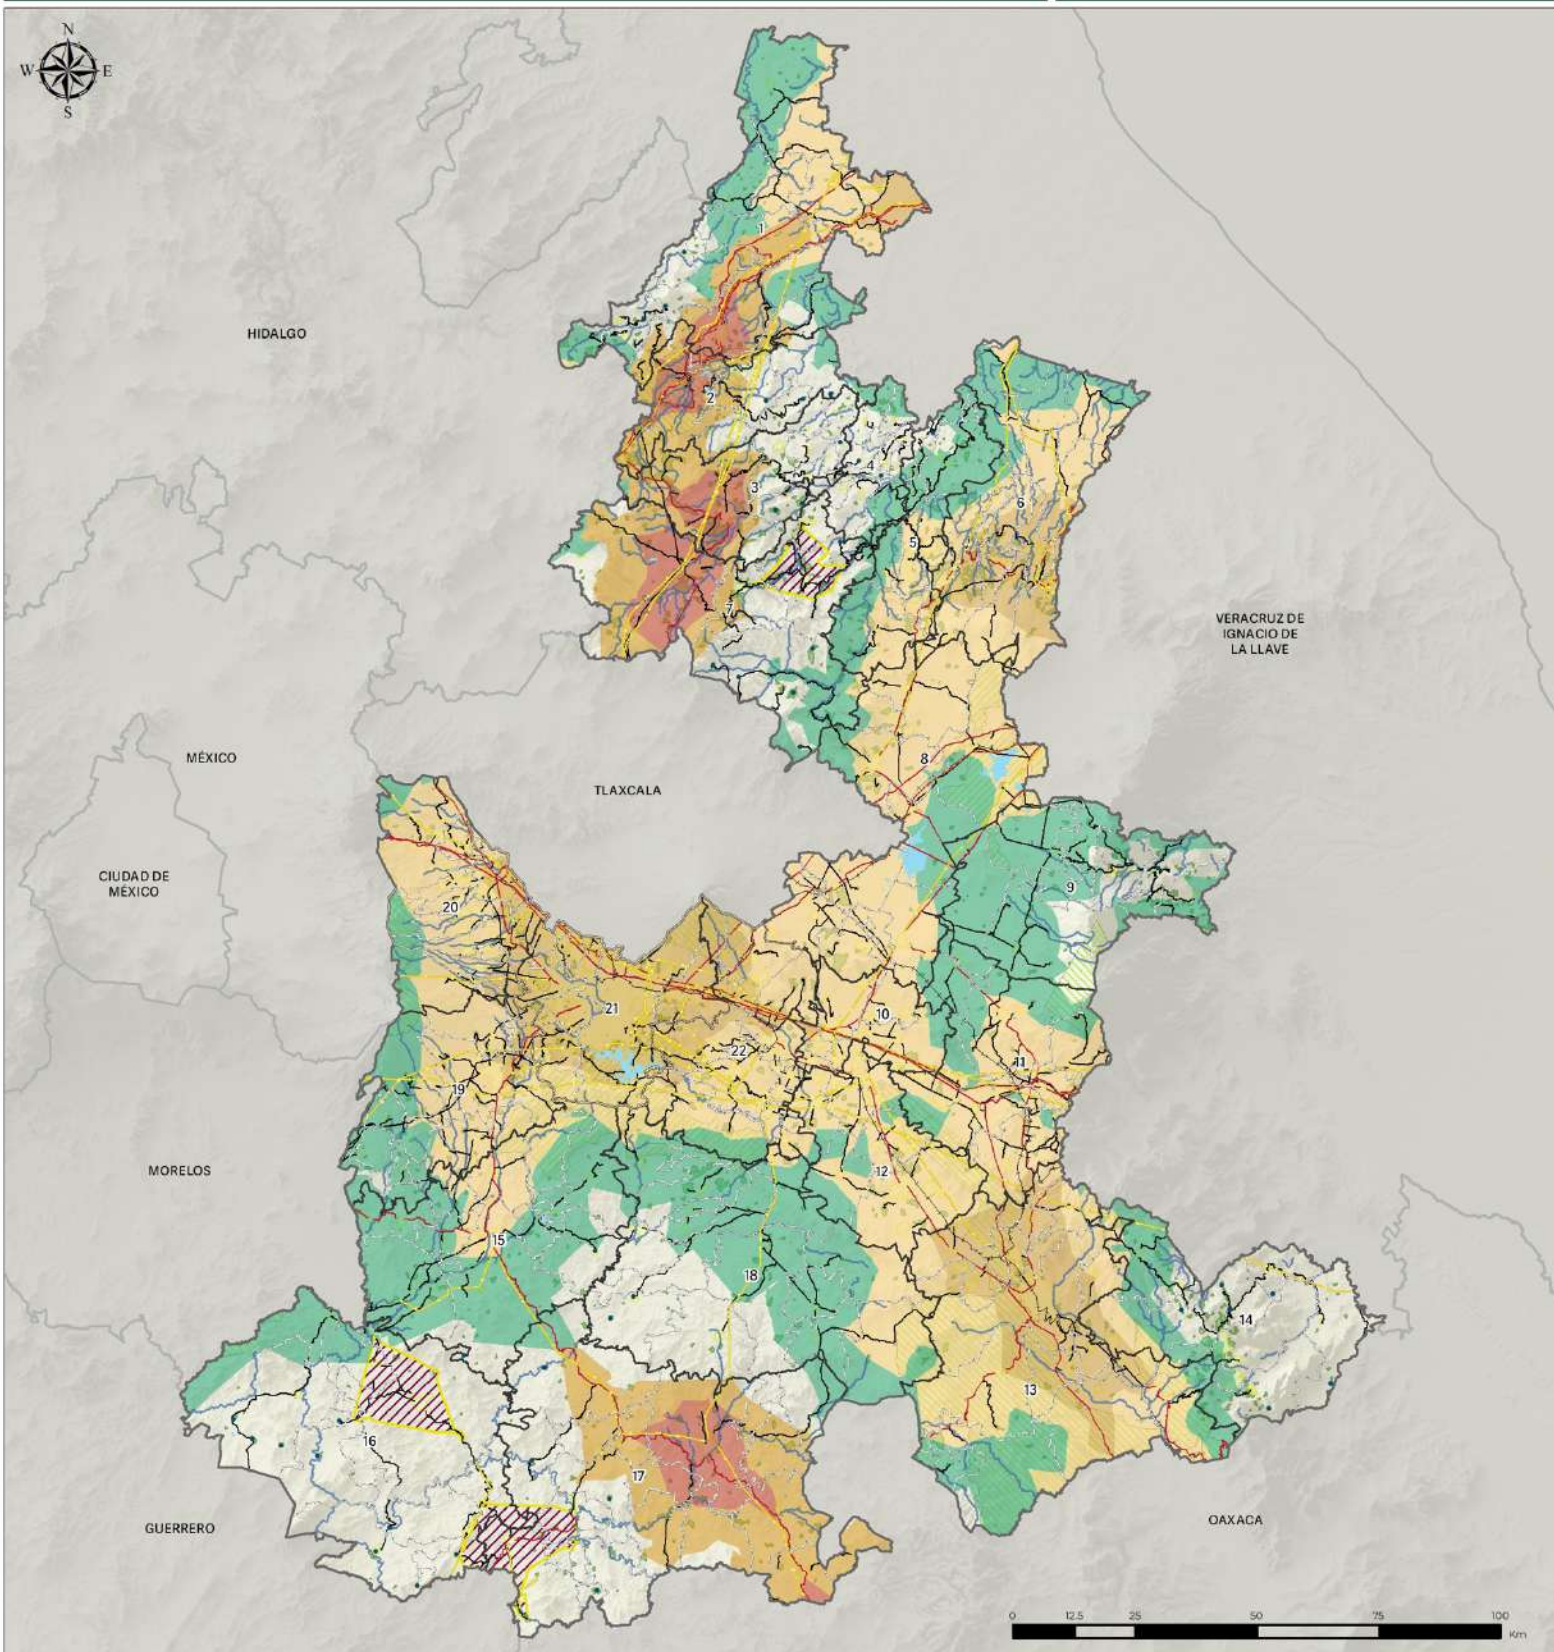 N
W E
S
1
HIDALGO
2
4
3
6
5
7
VERACRUZ DE
IGNACIO DE
LA LLAVE
MÉXICO
8
TLAXCALA
CIUDAD DE
MÉXICO
9
20
21
10
22
11
19
MORELOS
12
15
18
14
13
16
17
GUERRERO
OAXACA
0 12.5 25 50 75 100
Km